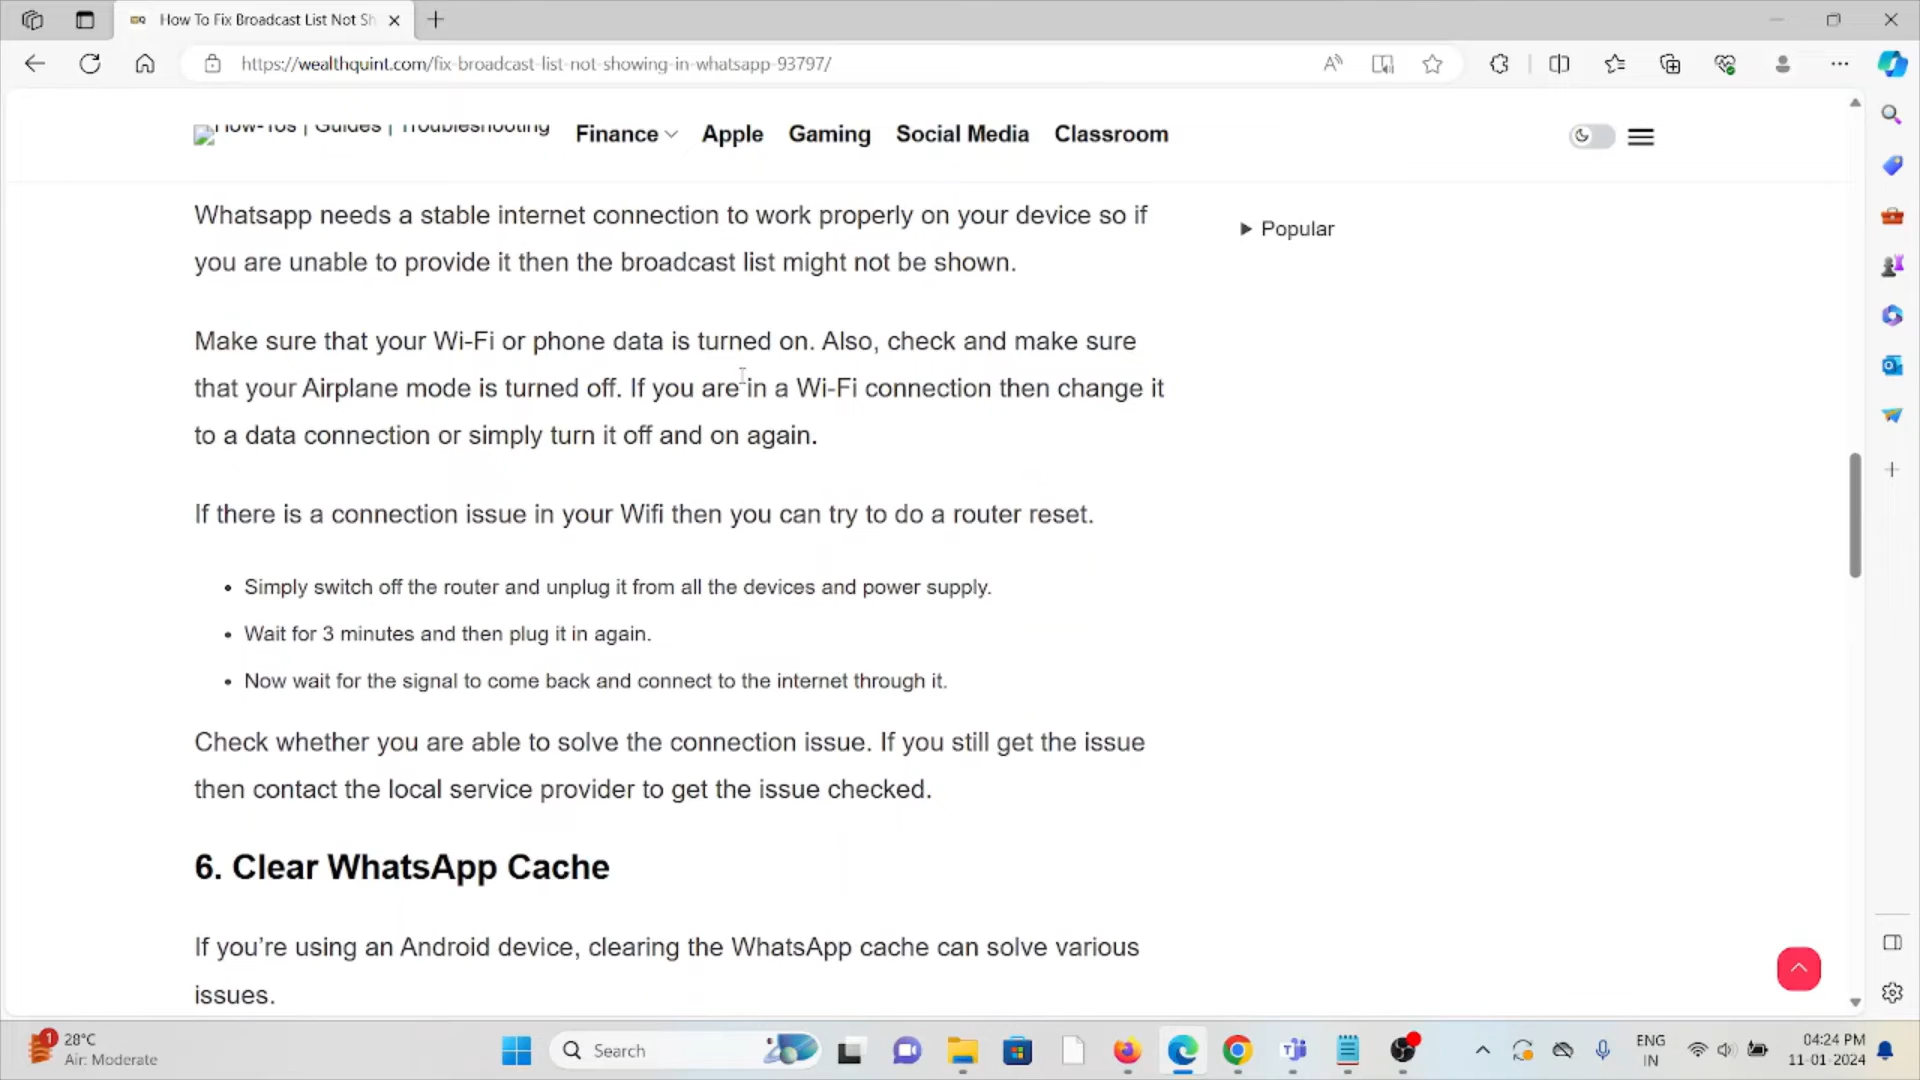 How To Fix Broadcast List Not Sh
https://wealthquint.com/fix-broadcast-list-not-showing-in-whatsapp-93797/
How-Tos | Guides | Troubleshooting
Finance Apple Gaming Social Media Classroom
Whatsapp needs a stable internet connection to work properly on your device so if
you are unable to provide it then the broadcast list might not be shown.
Popular
Make sure that your Wi-Fi or phone data is turned on. Also, check and make sure
that your Airplane mode is turned off. If you are in a Wi-Fi connection then change it
to a data connection or simply turn it off and on again.
If there is a connection issue in your Wifi then you can try to do a router reset.
• Simply switch off the router and unplug it from all the devices and power supply.
• Wait for 3 minutes and then plug it in again.
• Now wait for the signal to come back and connect to the internet through it.
Check whether you are able to solve the connection issue. If you still get the issue
then contact the local service provider to get the issue checked.
6. Clear WhatsApp Cache
If you’re using an Android device, clearing the WhatsApp cache can solve various
issues.
1
28°C
Air: Moderate
Search
ENG
IN
04:24 PM
11-01-2024